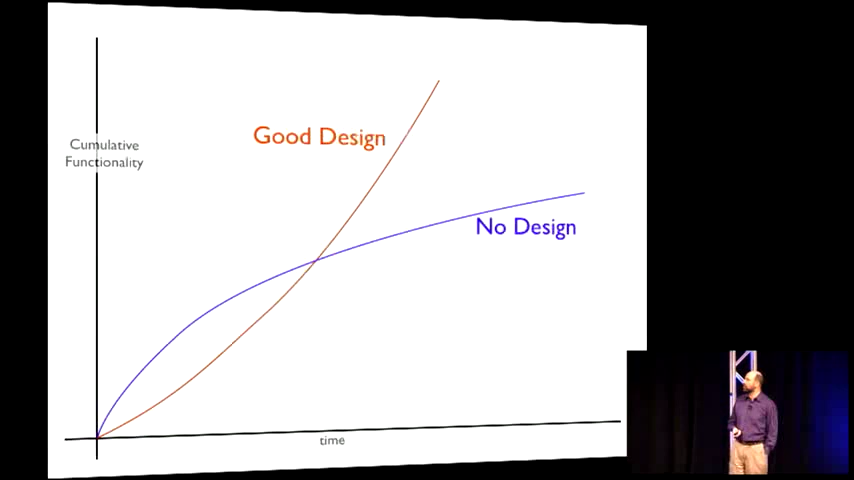 Cumulative
Functionality
Good Design
No Design
time